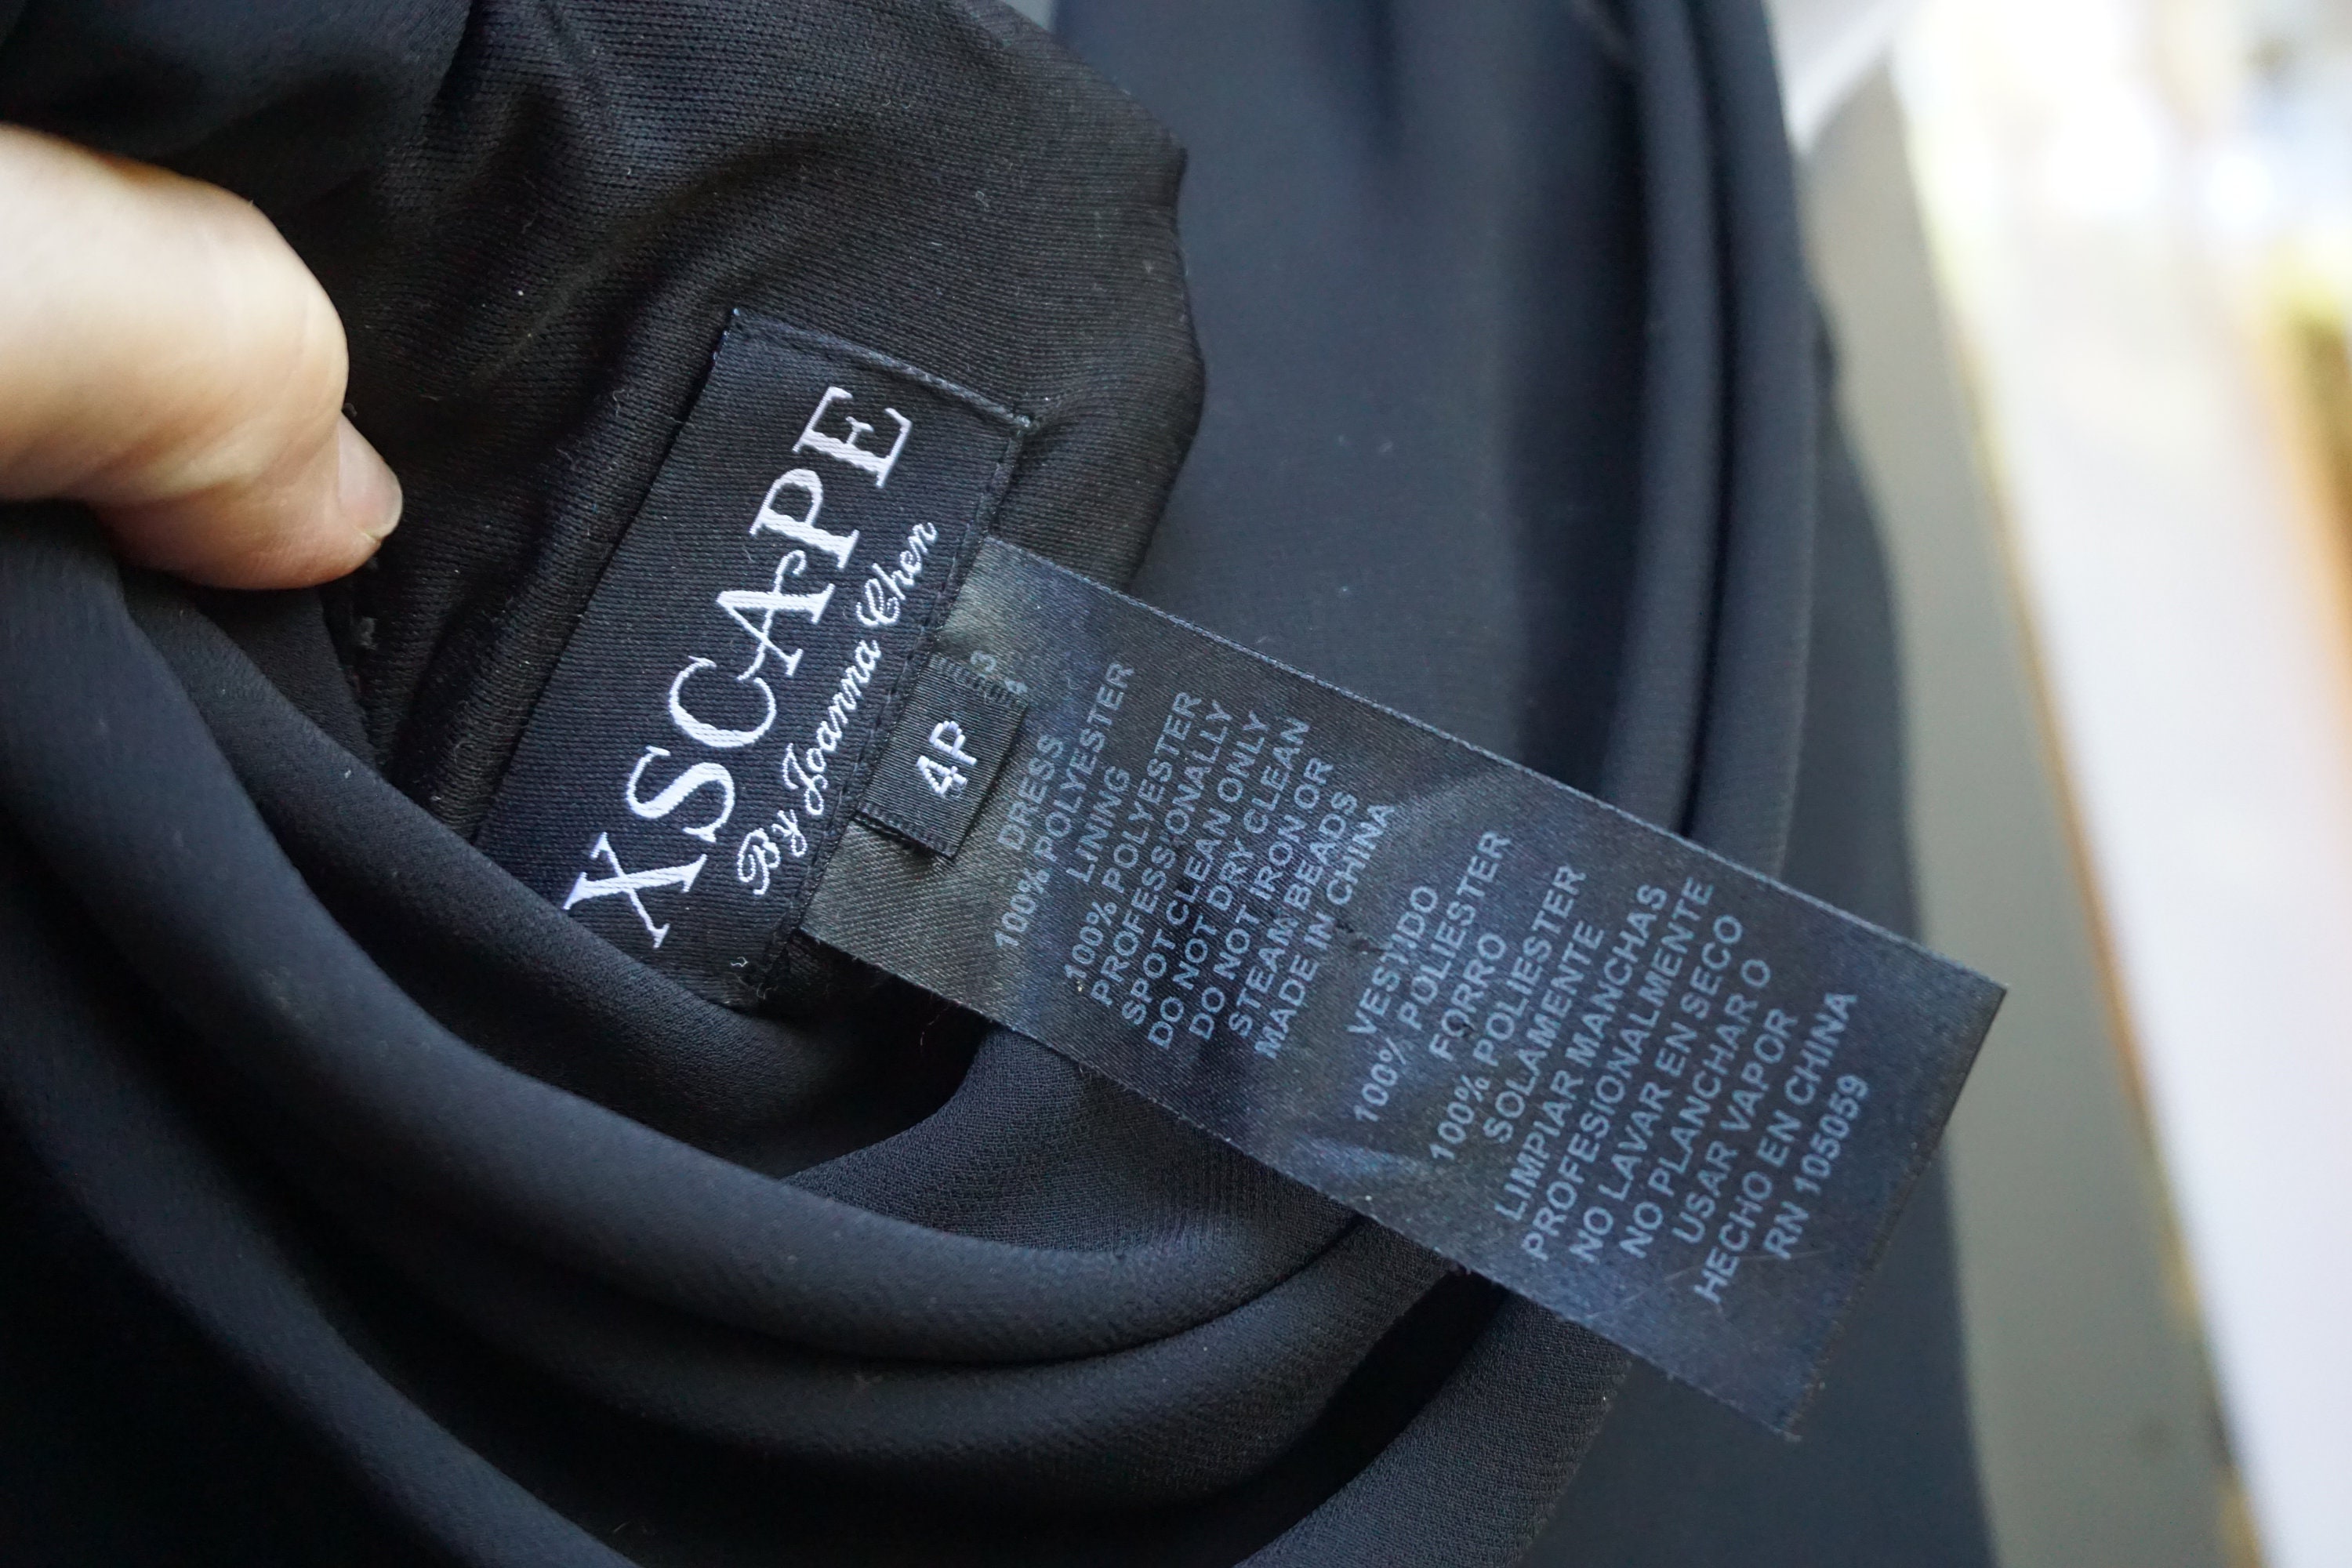 XSCAPE
By Joanna Chen
4P
DRESS
100% POLYESTER
LINING
100% POLYESTER
PROFESSIONALLY
SPOT CLEAN ONLY
DO NOT DRY CLEAN
DO NOT IRON OR
STEAM BEADS
MADE IN CHINA
VESTIDO
100% POLIESTER
FORRO
100% POLIESTER
SOLAMENTE
LIMPIAR MANCHAS
PROFESIONALMENTE
NO LAVAR EN SECO
NO PLANCHAR O
USAR VAPOR
HECHO EN CHINA
RN 105059